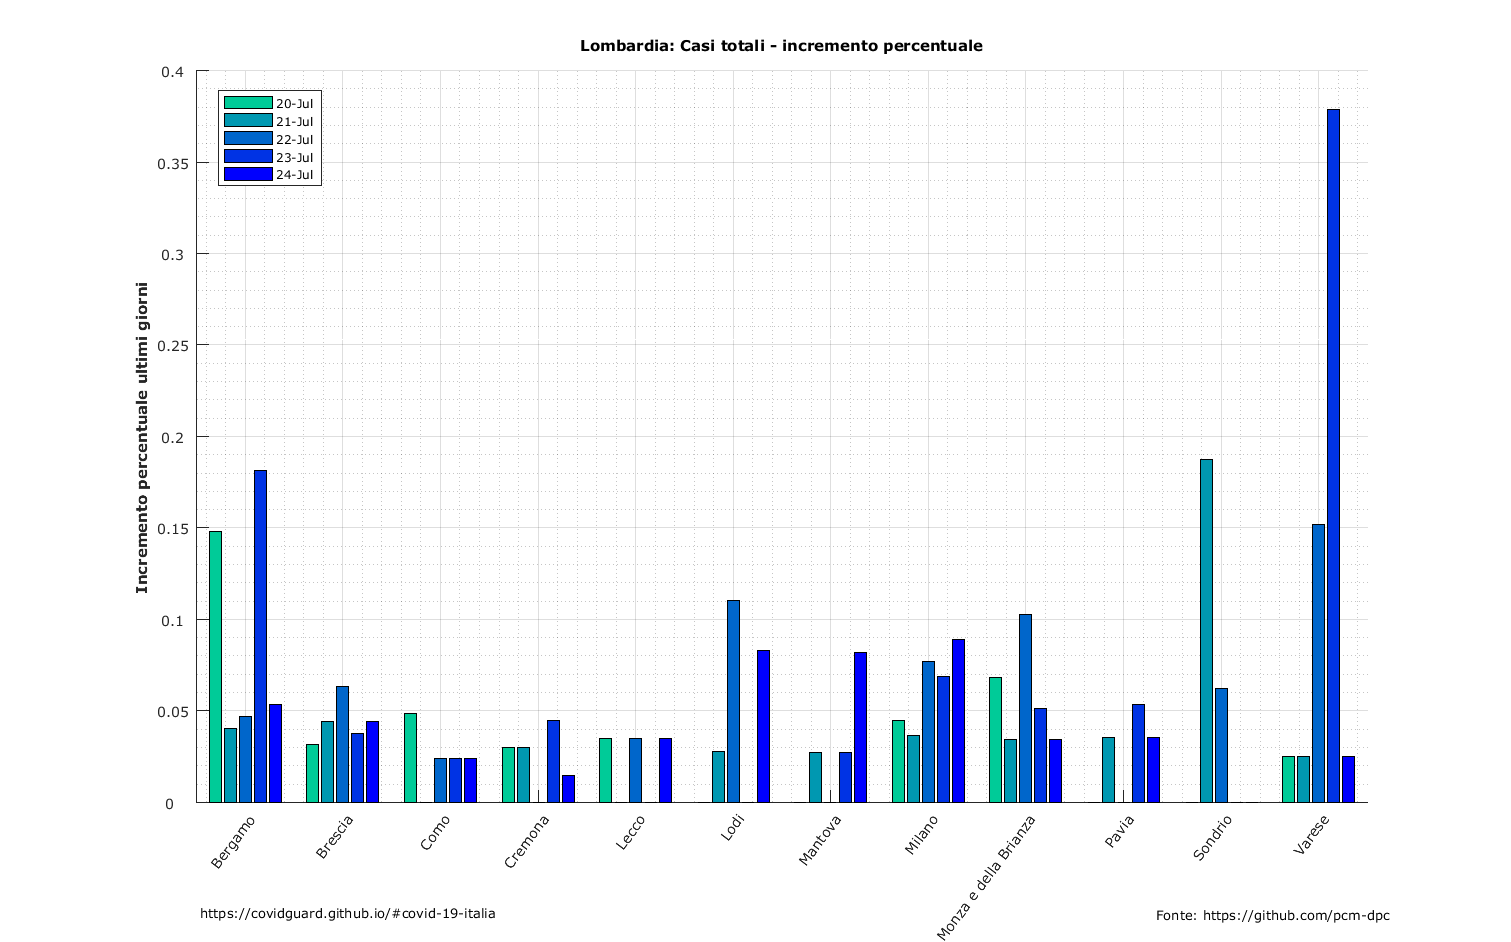 Lombardia: Casi totali - incremento percentuale
0.4
0.35
0.3
0.25
0.2
0.15
0.1
0.05
0
Incremento percentuale ultimi giorni
20-Jul
21-Jul
22-Jul
23-Jul
24-Jul
Bergamo
Brescia
Como
Cremona
Lecco
Lodi
Mantova
Milano
Monza e della Brianza
Pavia
Sondrio
Varese
https://covidguard.github.io/#covid-19-italia
Fonte: https://github.com/pcm-dpc